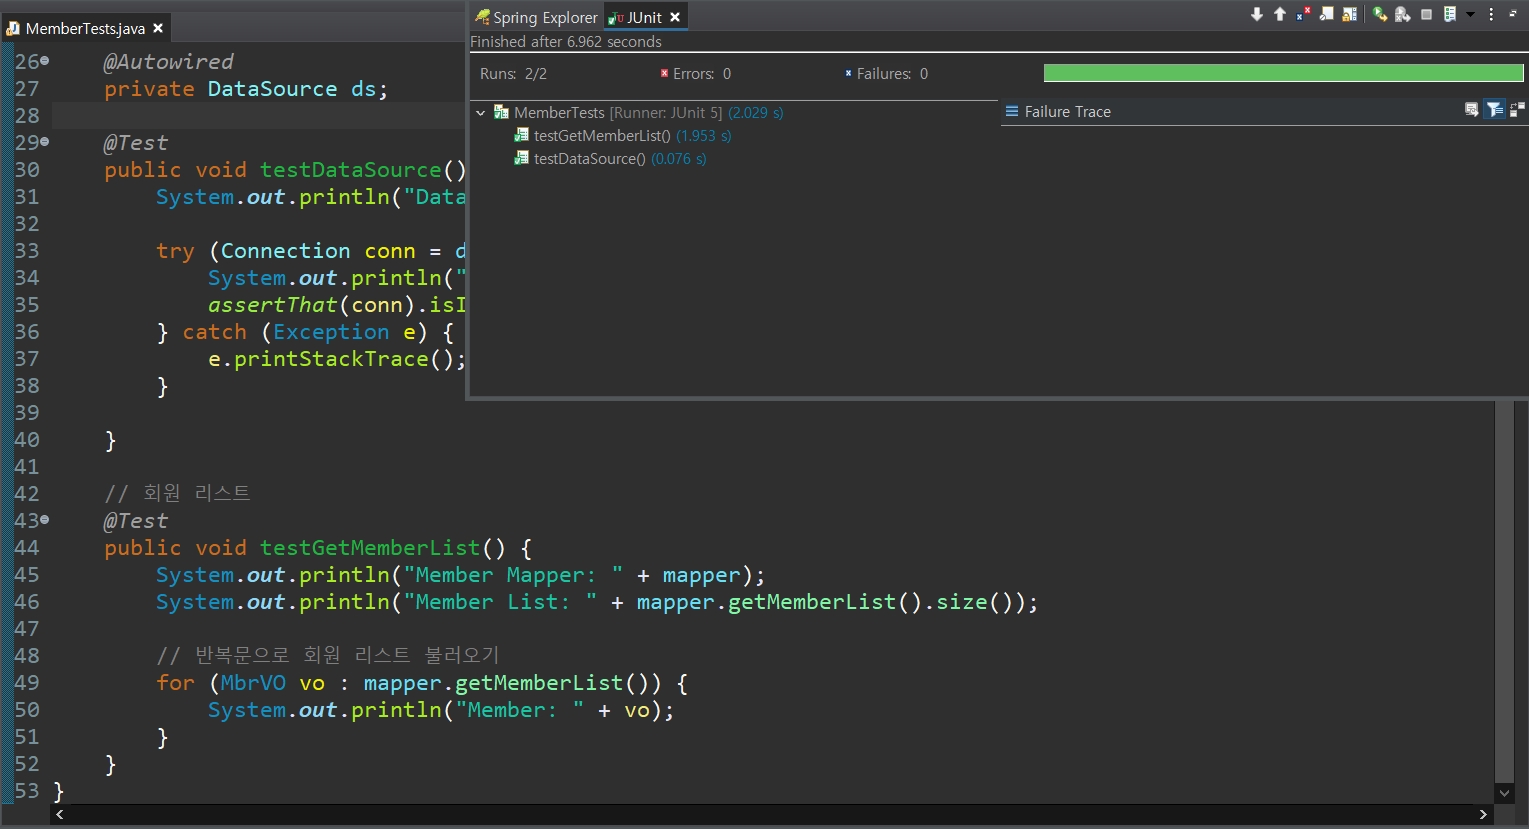 MemberTests.java
26 @Autowired
27 private DataSource ds;
28
29 @Test
30 public void testDataSource()
31 System.out.println("Data
32
33 try (Connection conn = d
34 System.out.println("
35 assertThat(conn).isI
36 } catch (Exception e) {
37 e.printStackTrace();
38 }
39
40 }
41
42 // 회원 리스트
43 @Test
44 public void testGetMemberList() {
45 System.out.println("Member Mapper: " + mapper);
46 System.out.println("Member List: " + mapper.getMemberList().size());
47
48 // 반복문으로 회원 리스트 불러오기
49 for (MbrVO vo : mapper.getMemberList()) {
50 System.out.println("Member: " + vo);
51 }
52 }
53 }
Spring Explorer JUnit
Finished after 6.962 seconds
Runs: 2/2 Errors: 0 Failures: 0
MemberTests [Runner: JUnit 5] (2.029 s)
testGetMemberList() (1.953 s)
testDataSource() (0.076 s)
Failure Trace